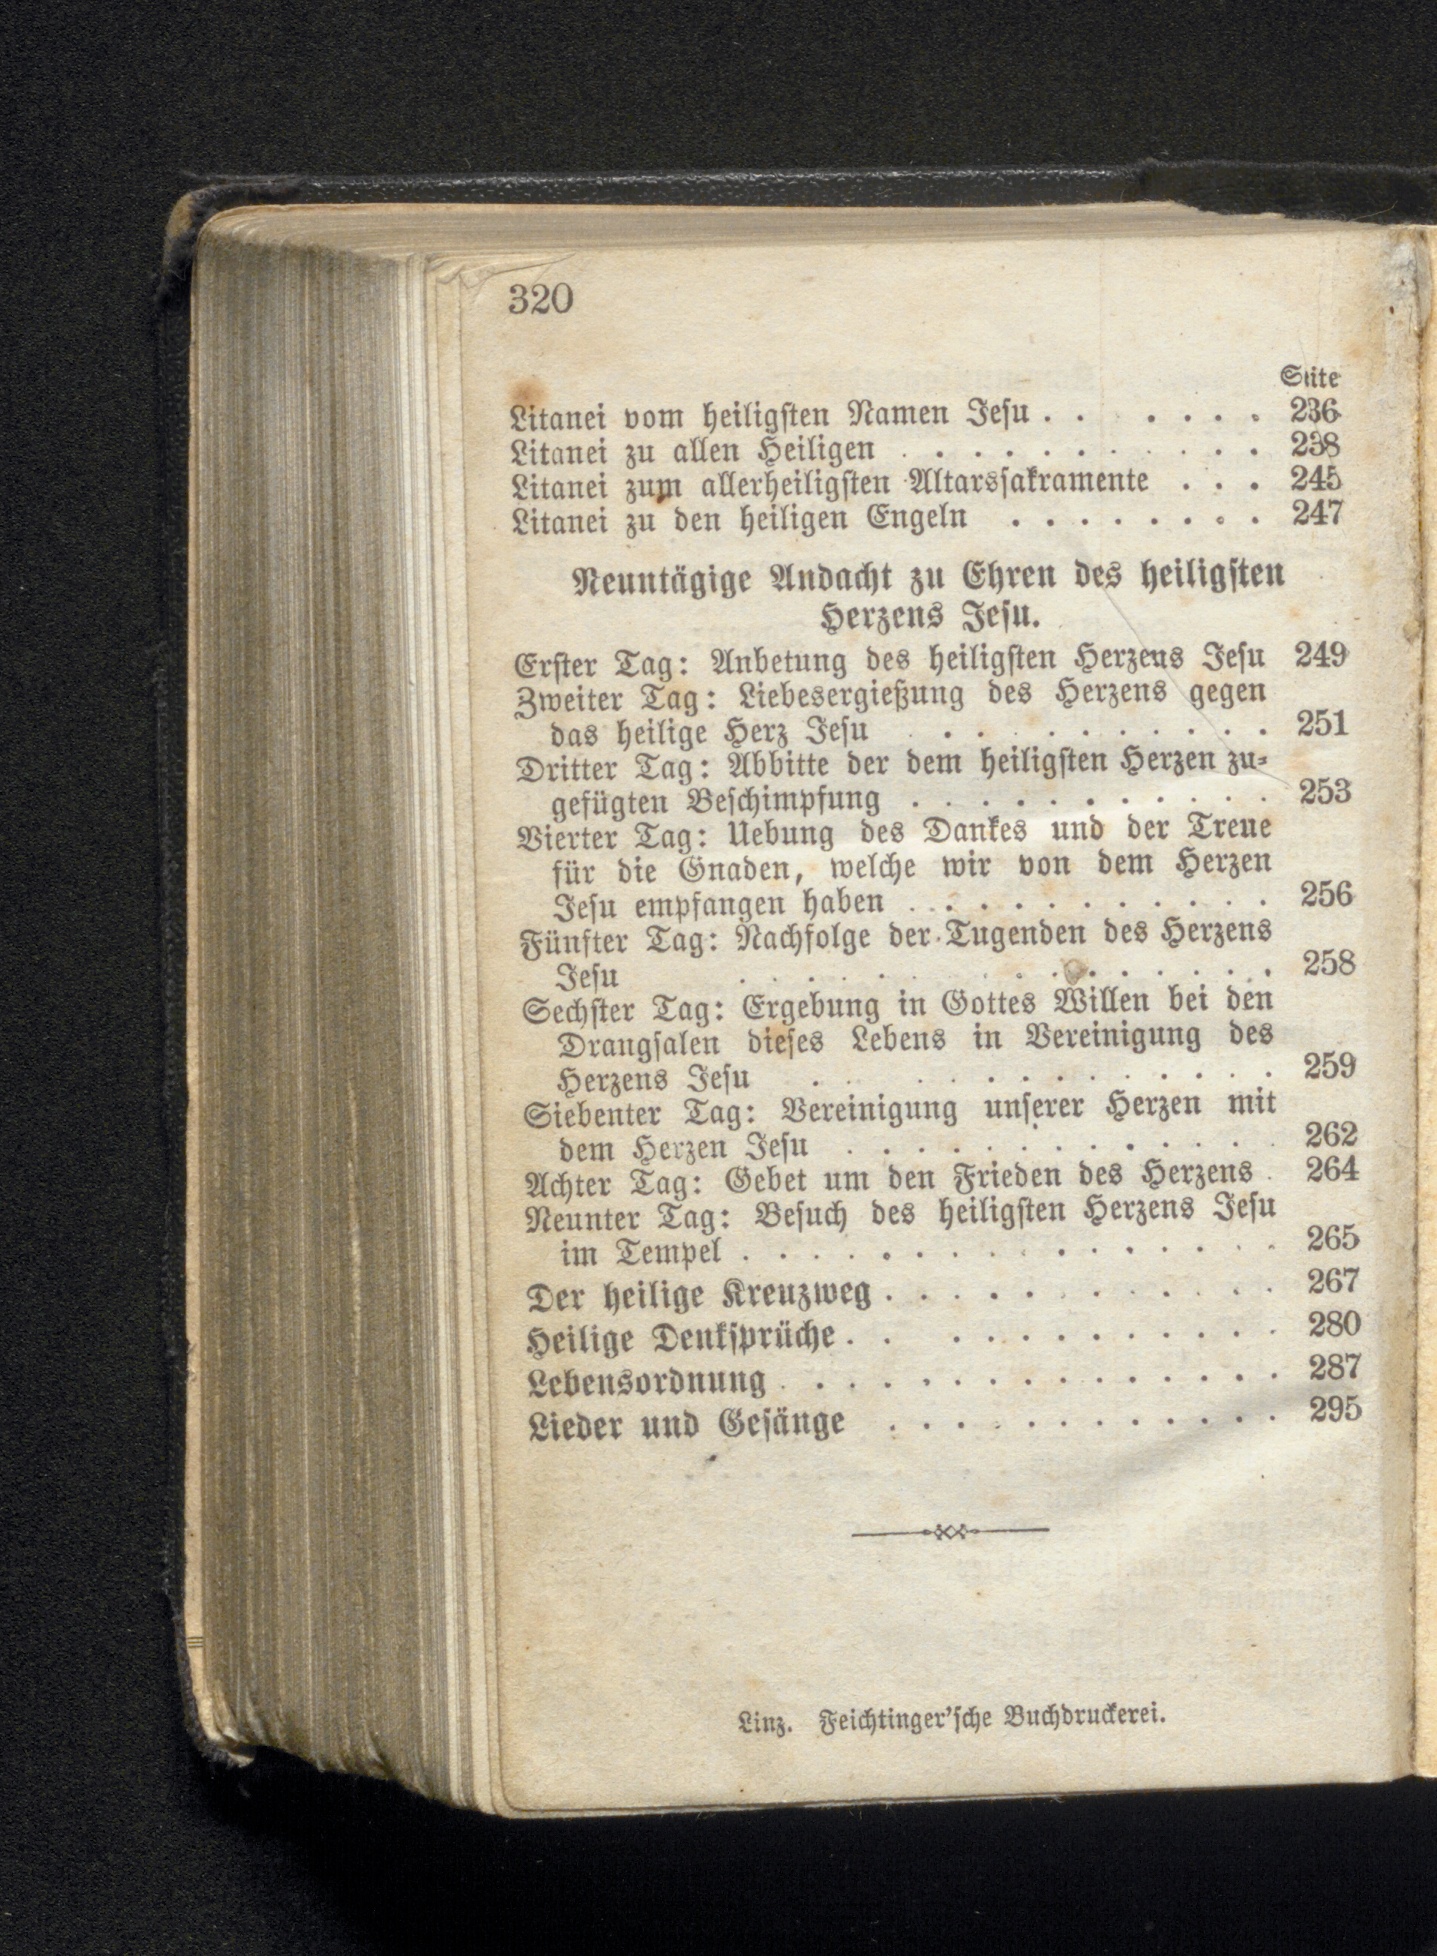 320
Seite
Litanei vom heiligsten Namen Jesu . . . . . . . 236
Litanei zu allen Heiligen . . . . . . . . . . . 238
Litanei zum allerheiligsten Altarssakramente . . . 245
Litanei zu den heiligen Engeln . . . . . . . . 247
Neuntägige Andacht zu Ehren des heiligsten
Herzens Jesu.
Erster Tag: Anbetung des heiligsten Herzens Jesu 249
Zweiter Tag: Liebesergießung des Herzens gegen
das heilige Herz Jesu . . . . . . . . . . 251
Dritter Tag: Abbitte der dem heiligsten Herzen zu-
gefügten Beschimpfung . . . . . . . . . . . 253
Vierter Tag: Uebung des Dankes und der Treue
für die Gnaden, welche wir von dem Herzen
Jesu empfangen haben . . . . . . . . . . . 256
Fünfter Tag: Nachfolge der Tugenden des Herzens
Jesu . . . . . . . . . . . . . . . . 258
Sechster Tag: Ergebung in Gottes Willen bei den
Drangsalen dieses Lebens in Vereinigung des
Herzens Jesu . . . . . . . . . . . . . 259
Siebenter Tag: Vereinigung unserer Herzen mit
dem Herzen Jesu . . . . . . . . . . . . . 262
Achter Tag: Gebet um den Frieden des Herzens . 264
Neunter Tag: Besuch des heiligsten Herzens Jesu
im Tempel . . . . . . . . . . . . . . . . 265
Der heilige Kreuzweg . . . . . . . . . . . . 267
Heilige Denksprüche . . . . . . . . . . . . 280
Lebensordnung . . . . . . . . . . . . . . . 287
Lieder und Gesänge . . . . . . . . . . . . 295
Linz. Feichtinger'sche Buchdruckerei.